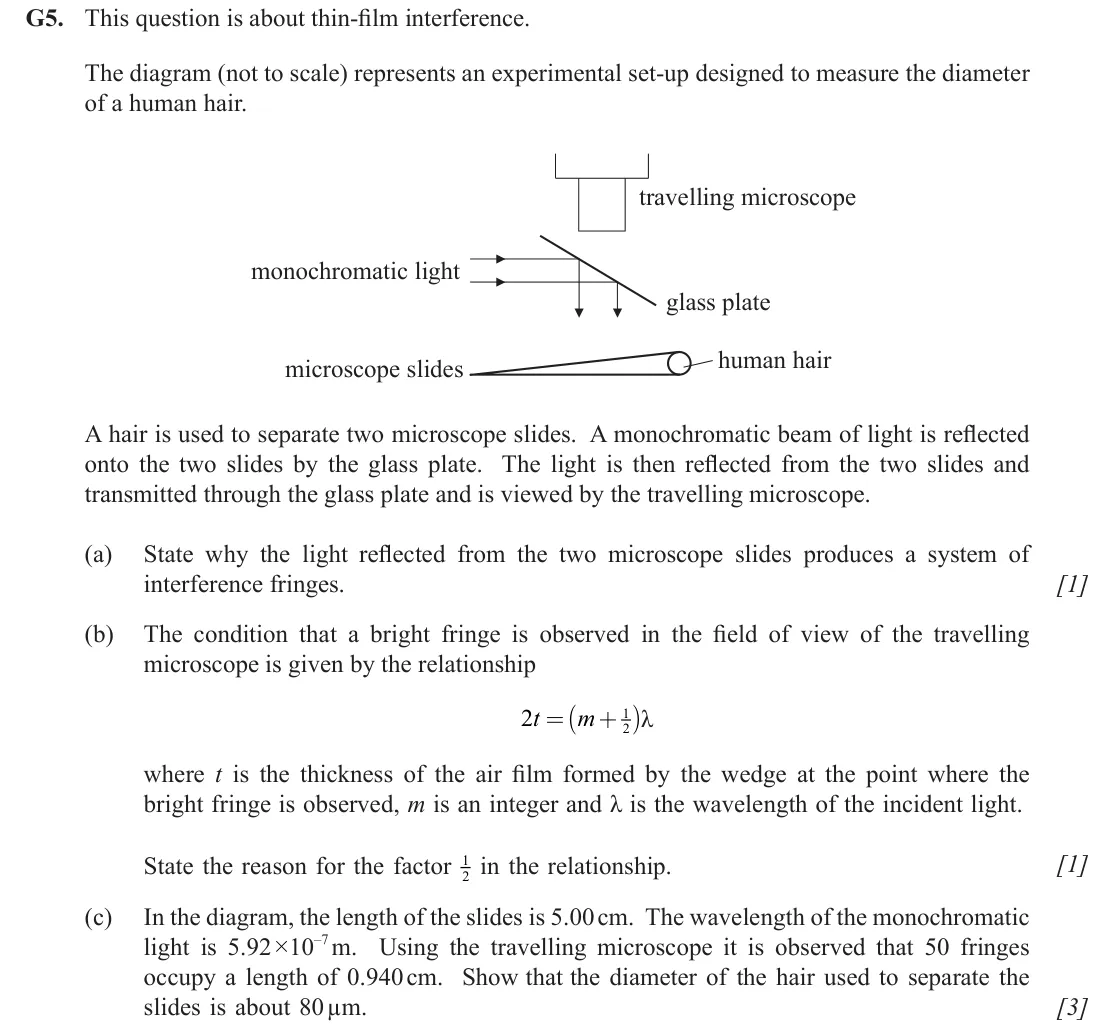 G5. This question is about thin-film interference.
The diagram (not to scale) represents an experimental set-up designed to measure the diameter
of a human hair.
travelling microscope
monochromatic light
glass plate
microscope slides
human hair
A hair is used to separate two microscope slides. A monochromatic beam of light is reflected
onto the two slides by the glass plate. The light is then reflected from the two slides and
transmitted through the glass plate and is viewed by the travelling microscope.
(a) State why the light reflected from the two microscope slides produces a system of
interference fringes. [1]
(b) The condition that a bright fringe is observed in the field of view of the travelling
microscope is given by the relationship
2t = (m + 1/2)λ
where t is the thickness of the air film formed by the wedge at the point where the
bright fringe is observed, m is an integer and λ is the wavelength of the incident light.
State the reason for the factor 1/2 in the relationship. [1]
(c) In the diagram, the length of the slides is 5.00 cm. The wavelength of the monochromatic
light is 5.92×10⁻⁷ m. Using the travelling microscope it is observed that 50 fringes
occupy a length of 0.940 cm. Show that the diameter of the hair used to separate the
slides is about 80 μm. [3]